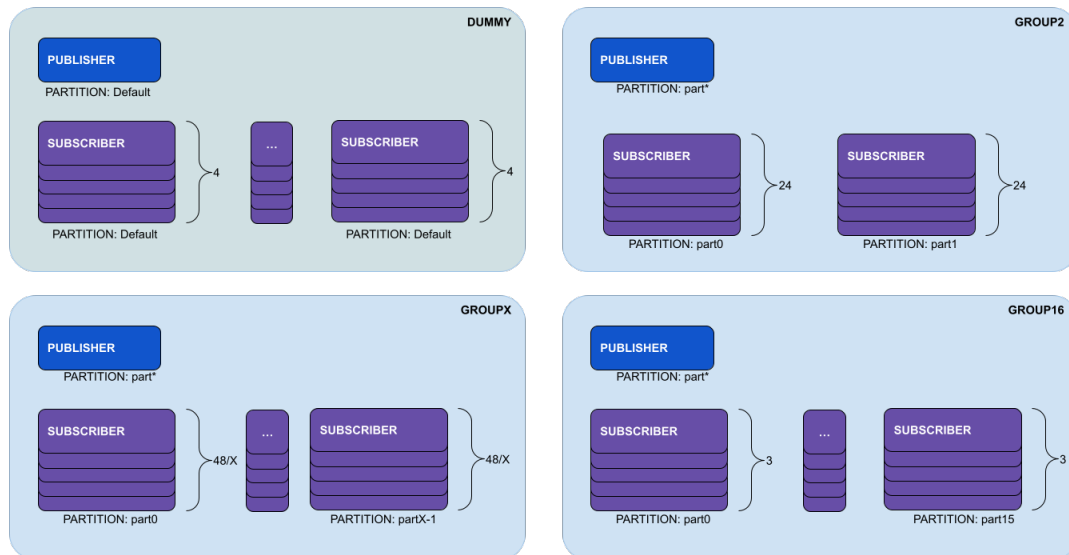 DUMMY
PUBLISHER
PARTITION: Default
SUBSCRIBER
4
...
SUBSCRIBER
4
PARTITION: Default
PARTITION: Default
GROUP2
PUBLISHER
PARTITION: part*
SUBSCRIBER
24
SUBSCRIBER
24
PARTITION: part0
PARTITION: part1
GROUPX
PUBLISHER
PARTITION: part*
SUBSCRIBER
48/X
...
SUBSCRIBER
48/X
PARTITION: part0
PARTITION: partX-1
GROUP16
PUBLISHER
PARTITION: part*
SUBSCRIBER
3
...
SUBSCRIBER
3
PARTITION: part0
PARTITION: part15